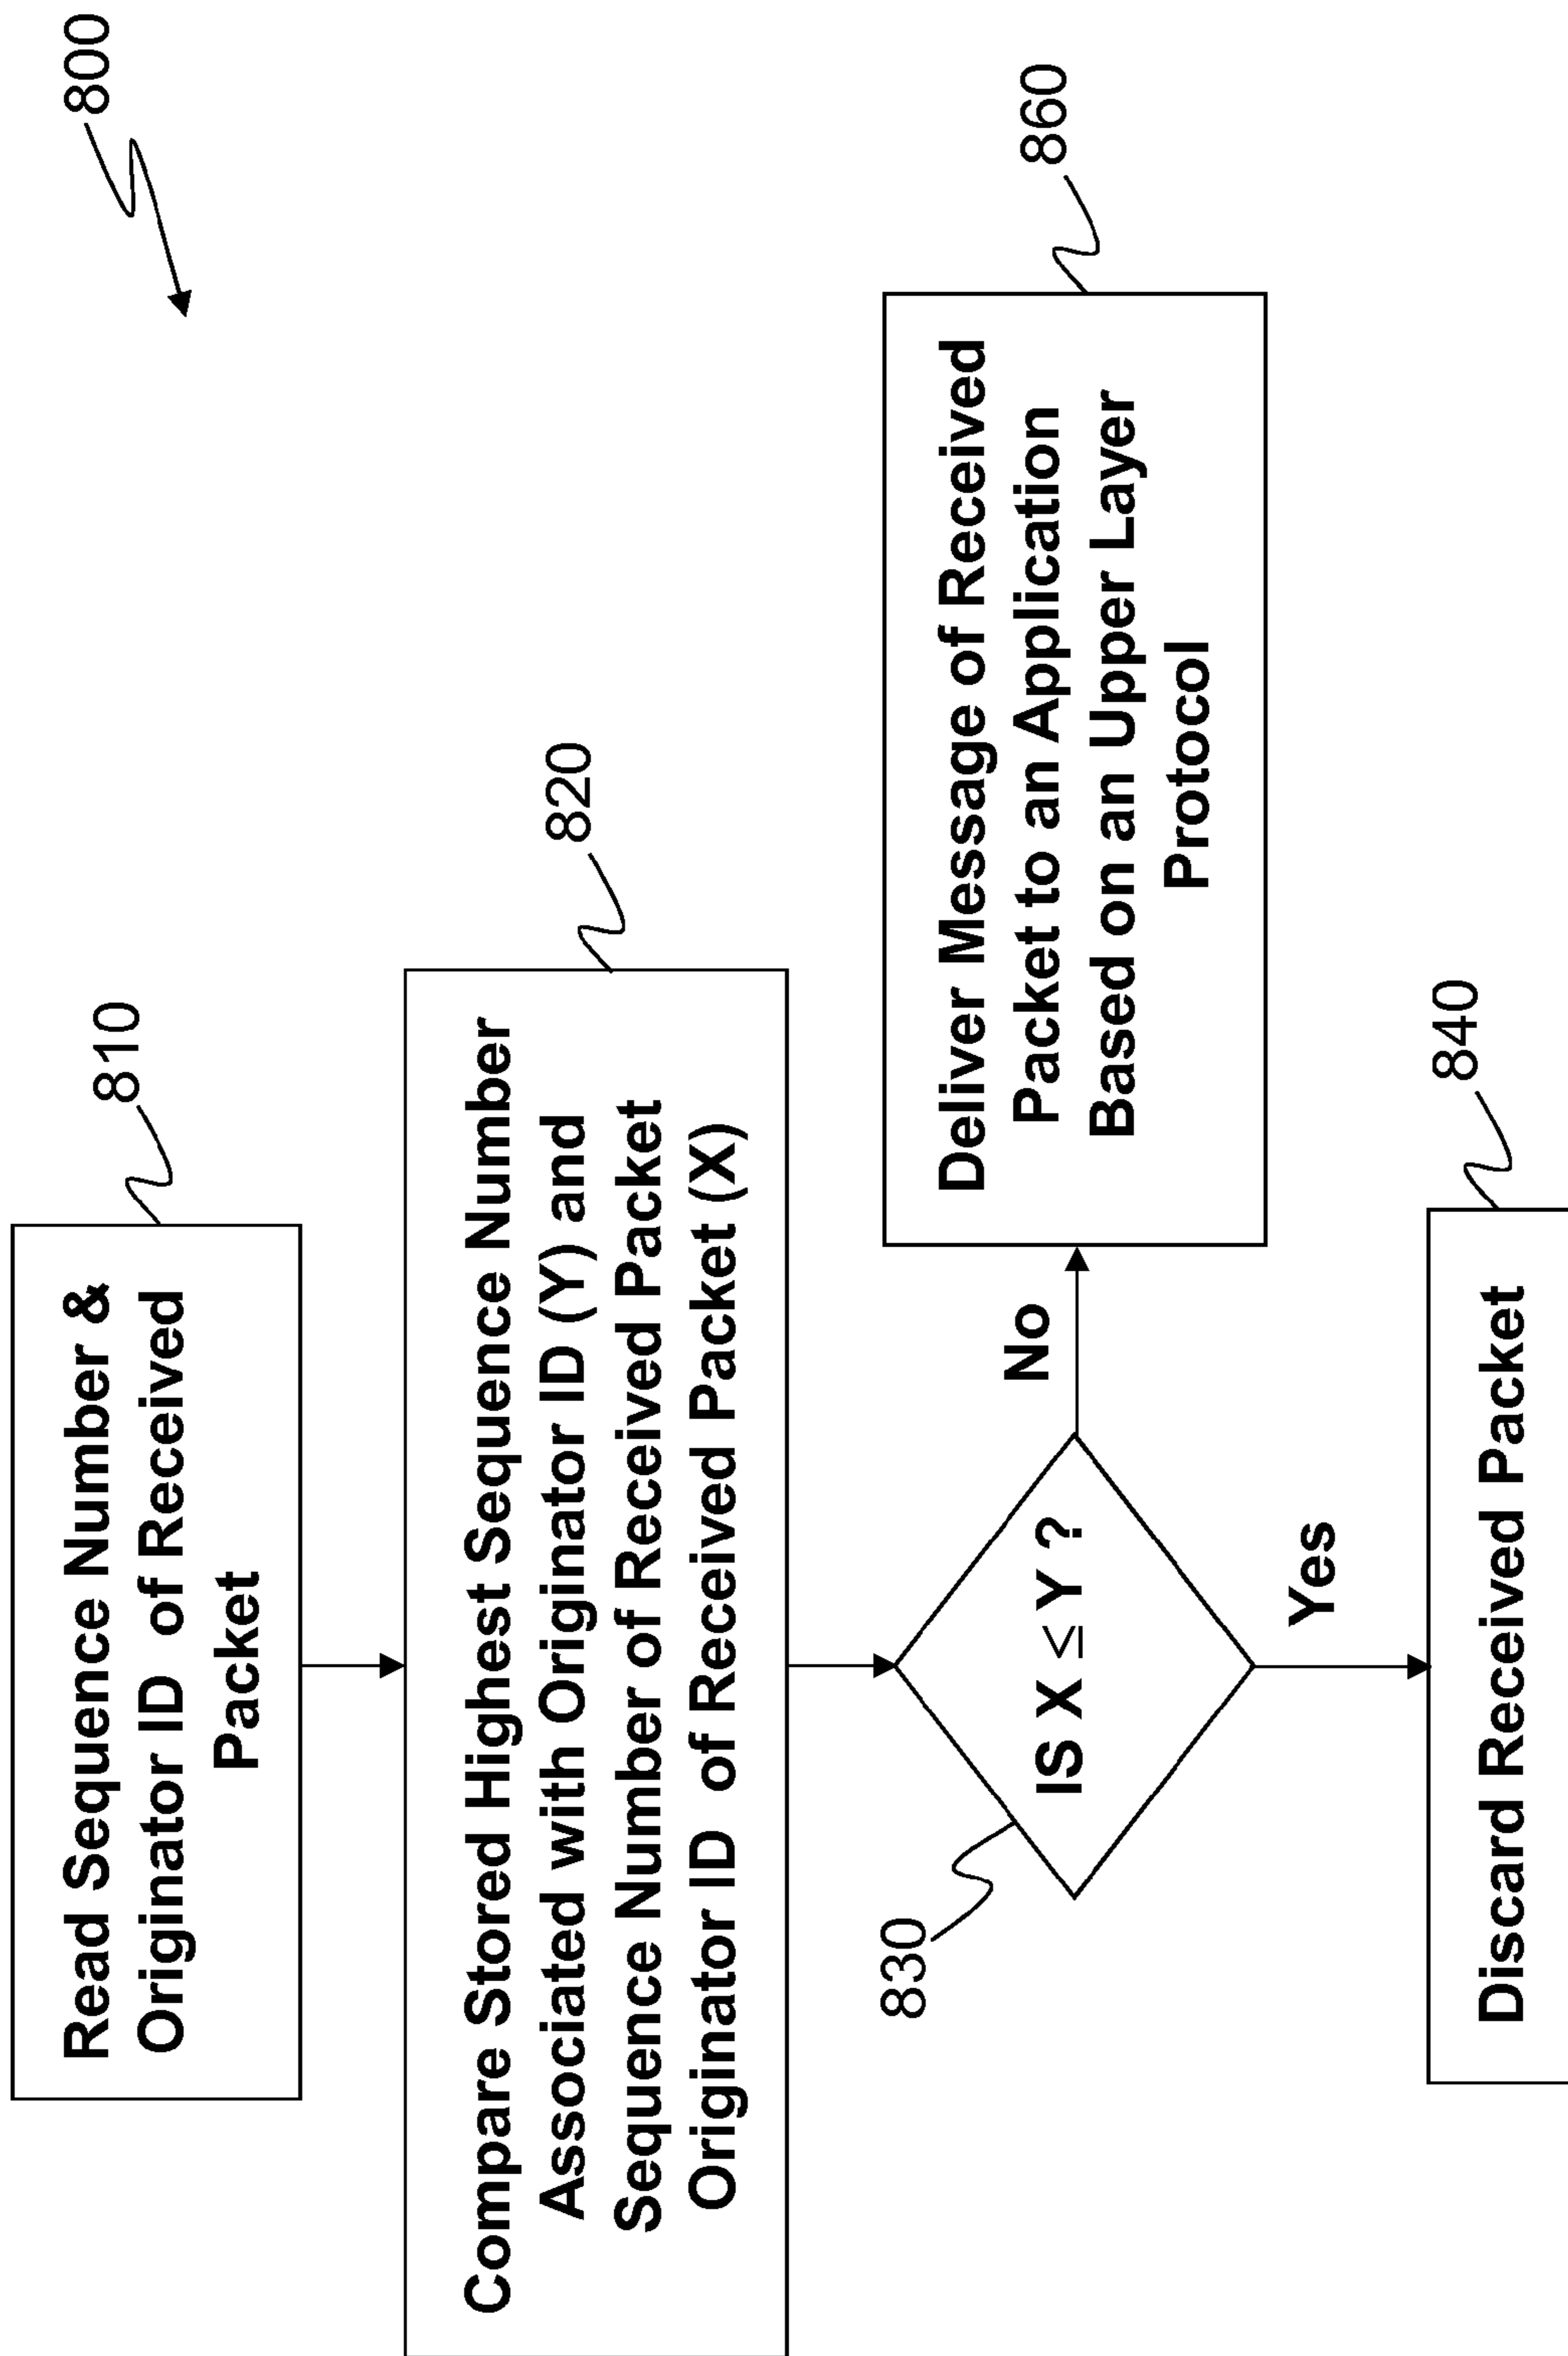 800
Read Sequence Number &
Originator ID of Received
Packet
810
Compare Stored Highest Sequence Number
Associated with Originator ID (Y) and
Sequence Number of Received Packet
Originator ID of Received Packet (X)
820
830
IS X ≤ Y ?
No
Deliver Message of Received
Packet to an Application
Based on an Upper Layer
Protocol
860
Yes
Discard Received Packet
840